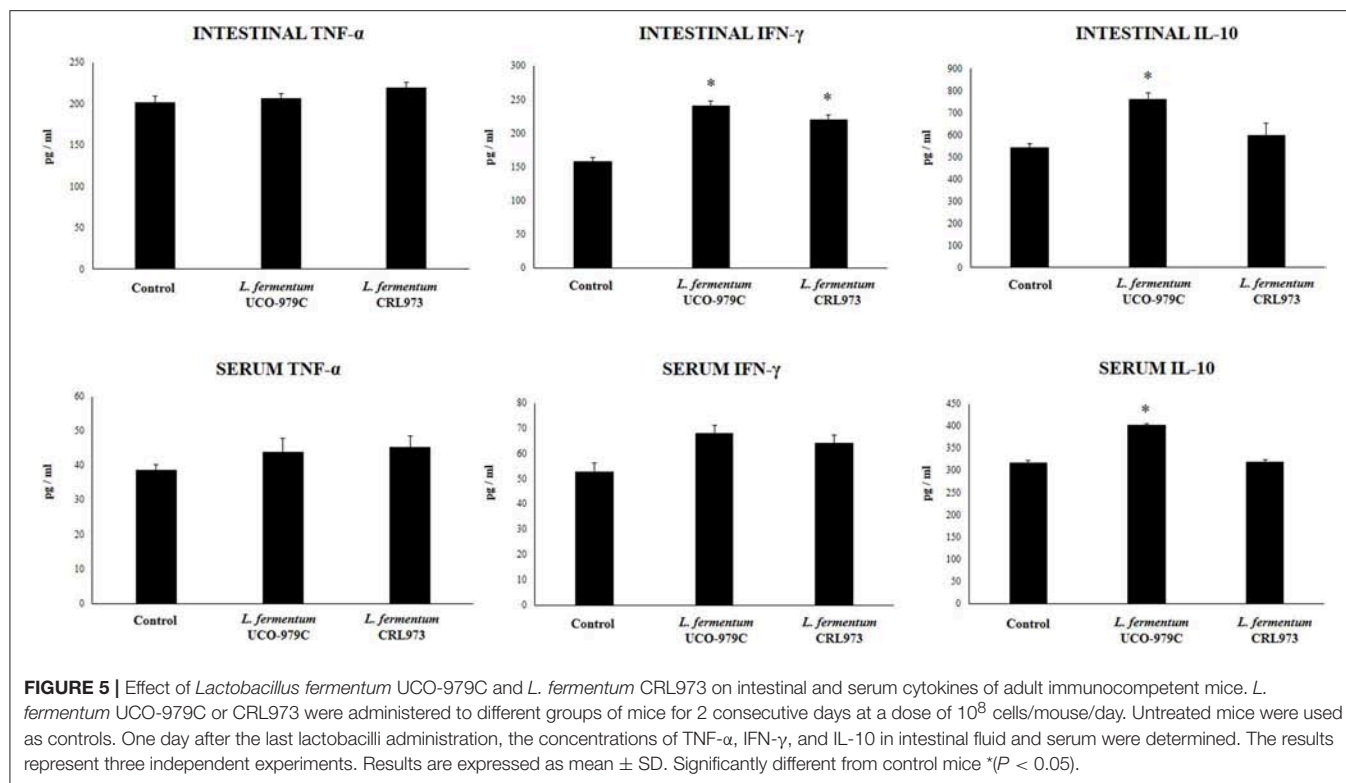 INTESTINAL TNF-α
250
200
150
100
50
0
pg / ml
Control
L. fermentum
UCO-979C
L. fermentum
CRL973
INTESTINAL IFN-γ
300
250
200
150
100
50
0
pg / ml
*
*
Control
L. fermentum
UCO-979C
L. fermentum
CRL973
INTESTINAL IL-10
900
800
700
600
500
400
300
200
100
0
pg / ml
*
Control
L. fermentum
UCO-979C
L. fermentum
CRL973
SERUM TNF-α
60
50
40
30
20
10
0
pg / ml
Control
L. fermentum
UCO-979C
L. fermentum
CRL973
SERUM IFN-γ
80
70
60
50
40
30
20
10
0
pg / ml
Control
L. fermentum
UCO-979C
L. fermentum
CRL973
SERUM IL-10
450
400
350
300
250
200
150
100
50
0
pg / ml
*
Control
L. fermentum
UCO-979C
L. fermentum
CRL973
FIGURE 5 | Effect of Lactobacillus fermentum UCO-979C and L. fermentum CRL973 on intestinal and serum cytokines of adult immunocompetent mice. L.
fermentum UCO-979C or CRL973 were administered to different groups of mice for 2 consecutive days at a dose of 10⁸ cells/mouse/day. Untreated mice were used
as controls. One day after the last lactobacilli administration, the concentrations of TNF-α, IFN-γ, and IL-10 in intestinal fluid and serum were determined. The results
represent three independent experiments. Results are expressed as mean ± SD. Significantly different from control mice *(P < 0.05).